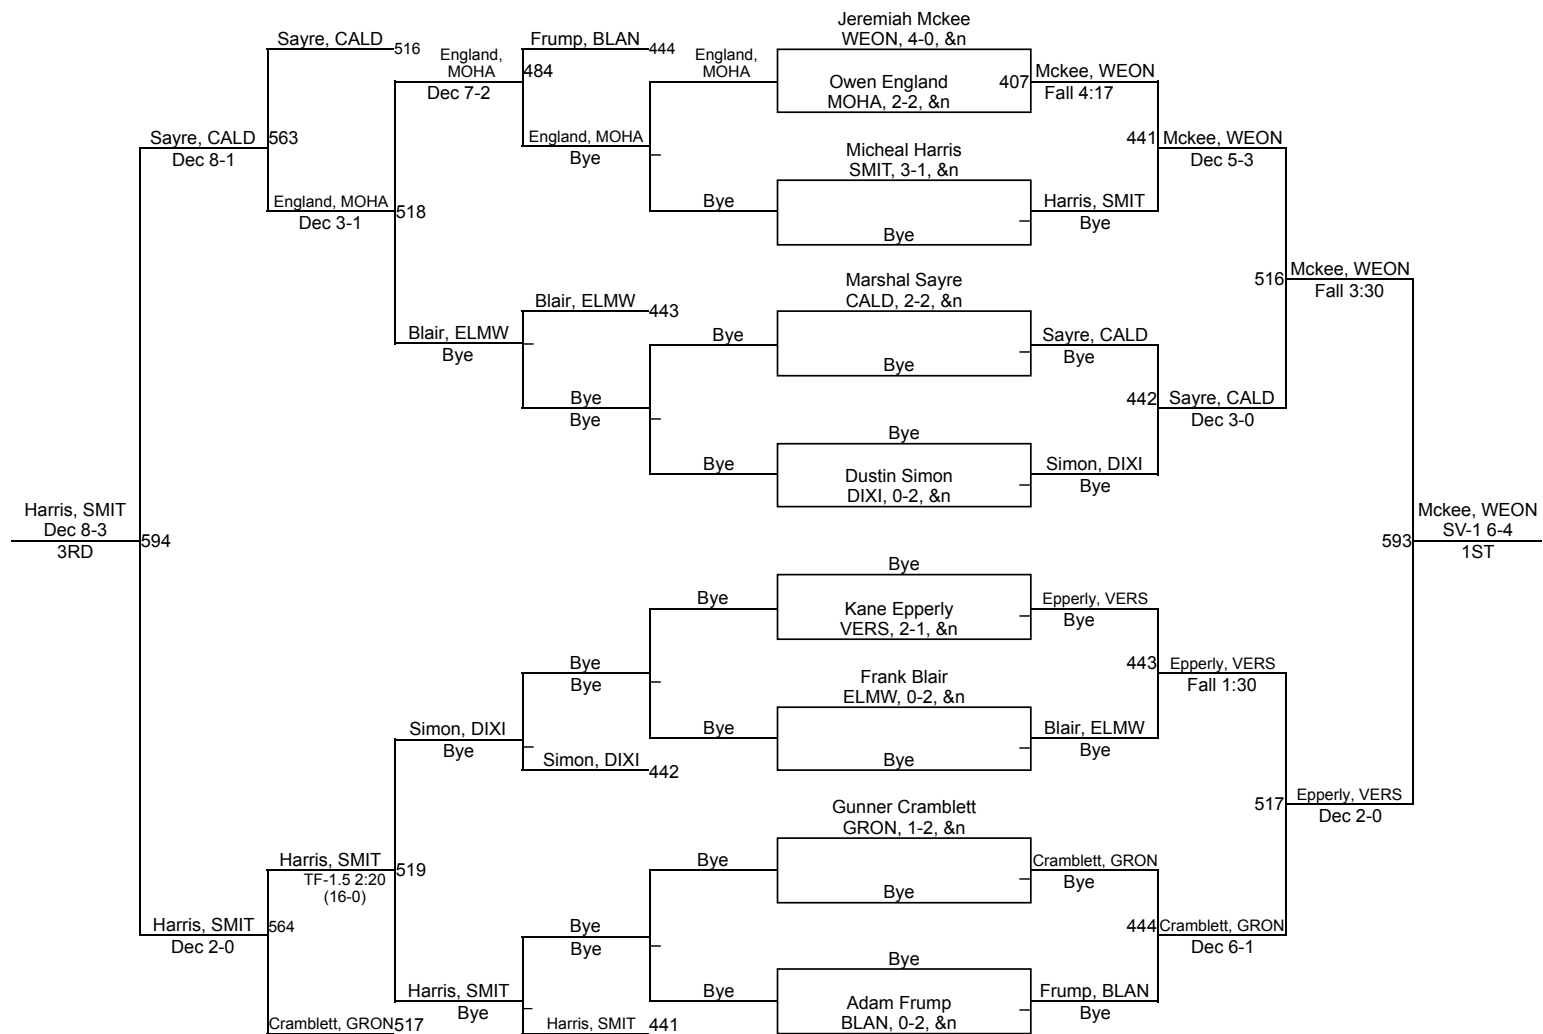 Jeremiah Mckee
WEON, 4-0, &n
Sayre, CALD
516
Frump, BLAN
444
England,
MOHA
484
Dec 7-2
England,
MOHA
Owen England
MOHA, 2-2, &n
407
Mckee, WEON
Fall 4:17
Sayre, CALD
563
Dec 8-1
England, MOHA
Bye
Micheal Harris
SMIT, 3-1, &n
441
Mckee, WEON
Dec 5-3
England, MOHA
518
Dec 3-1
Bye
Bye
Harris, SMIT
Bye
Marshal Sayre
CALD, 2-2, &n
516
Mckee, WEON
Fall 3:30
Blair, ELMW
443
Blair, ELMW
Bye
Bye
Bye
Sayre, CALD
Bye
Bye
Bye
442
Sayre, CALD
Dec 3-0
Bye
Bye
Dustin Simon
DIXI, 0-2, &n
Simon, DIXI
Bye
Harris, SMIT
Dec 8-3
3RD
594
593
Mckee, WEON
SV-1 6-4
1ST
Bye
Bye
Kane Epperly
VERS, 2-1, &n
Epperly, VERS
Bye
Bye
Bye
Frank Blair
ELMW, 0-2, &n
443
Epperly, VERS
Fall 1:30
Simon, DIXI
Bye
Simon, DIXI
442
Bye
Bye
Blair, ELMW
Bye
Gunner Cramblett
GRON, 1-2, &n
517
Epperly, VERS
Dec 2-0
Harris, SMIT
519
TF-1.5 2:20
(16-0)
Bye
Bye
Cramblett, GRON
Bye
Harris, SMIT
564
Dec 2-0
Bye
Bye
444
Cramblett, GRON
Dec 6-1
Bye
Harris, SMIT
Bye
Bye
Adam Frump
BLAN, 0-2, &n
Frump, BLAN
Bye
Cramblett, GRON
517
Harris, SMIT
441